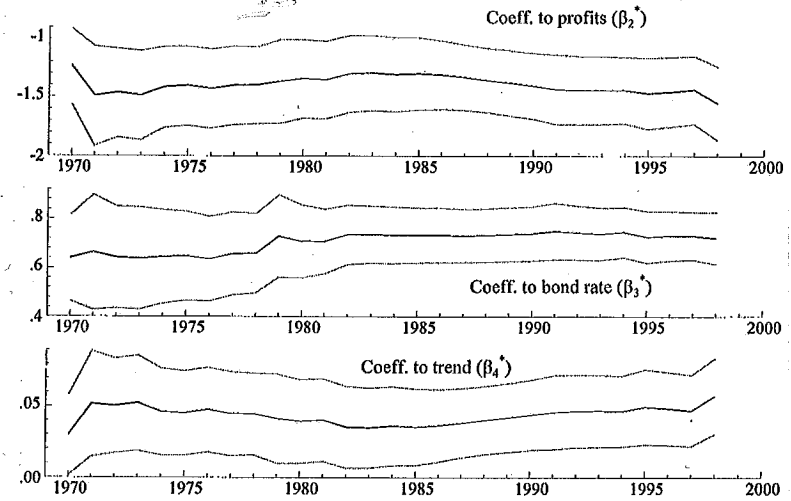 Coeff. to profits (β2*)
-1
-1.5
-2
1970 1975 1980 1985 1990 1995 2000
.8
.6
Coeff. to bond rate (β3*)
.4
1970 1975 1980 1985 1990 1995 2000
Coeff. to trend (β4*)
.05
.00
1970 1975 1980 1985 1990 1995 2000